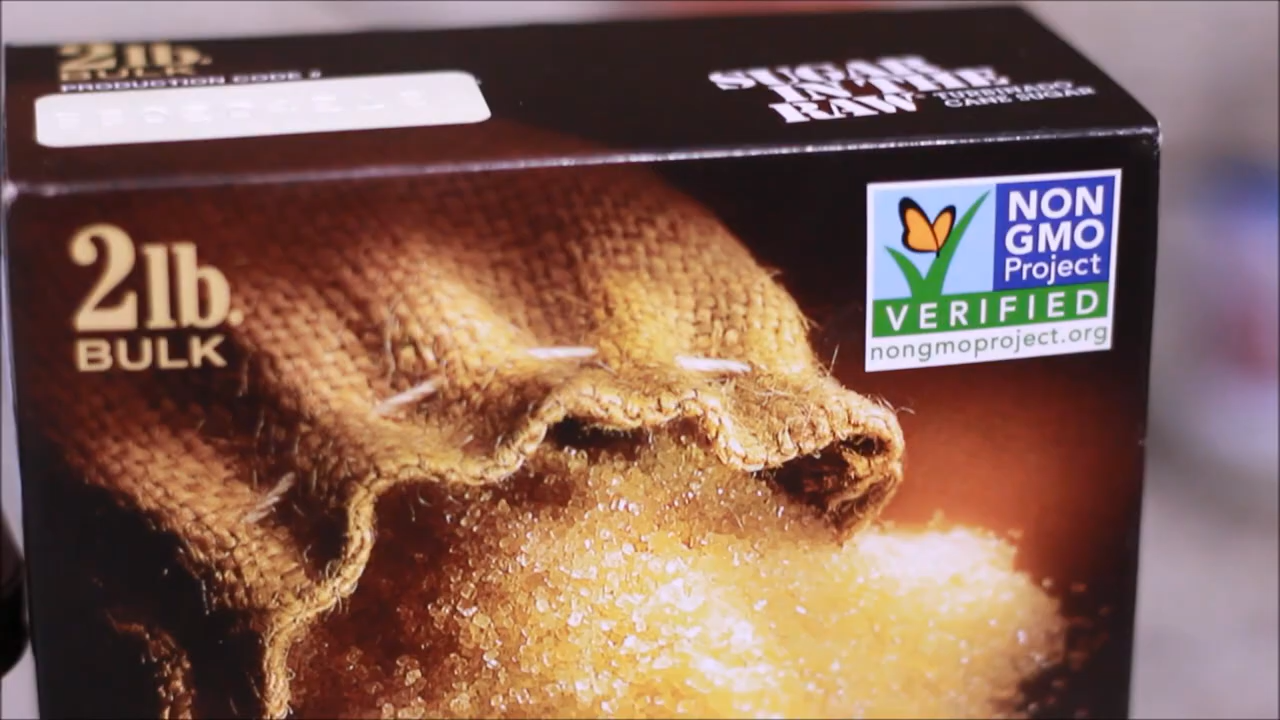 2lb.
BULK
PRODUCTION CODE #
SUGAR
IN THE
RAW
TURBINADO
CANE SUGAR
2lb.
BULK
NON
GMO
Project
VERIFIED
nongmoproject.org